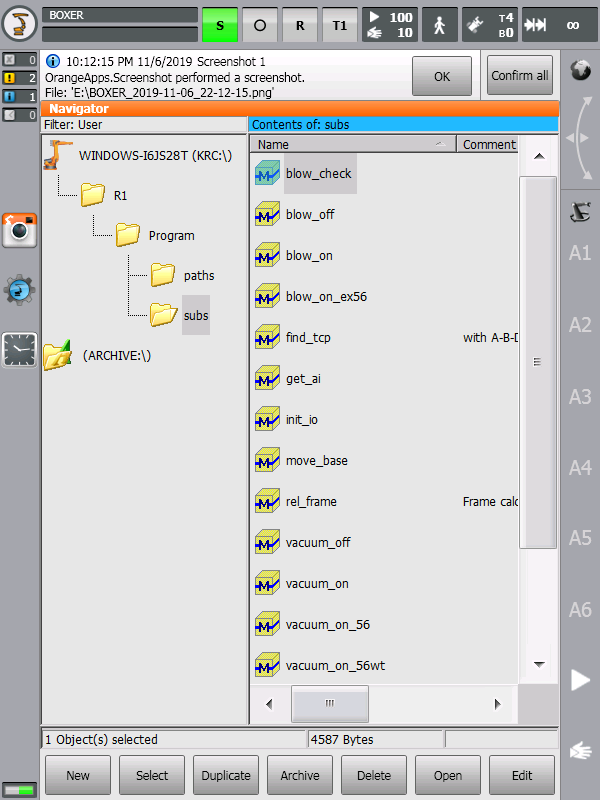 BOXER
S
O
R
T1
100
10
T4
B0
∞
0
2
1
0
10:12:15 PM 11/6/2019 Screenshot 1
OrangeApps.Screenshot performed a screenshot.
File: 'E:\BOXER_2019-11-06_22-12-15.png'
OK
Confirm all
Navigator
Filter: User
Contents of: subs
WINDOWS-I6JS28T (KRC:\)
R1
Program
paths
subs
(ARCHIVE:\)
Name
Comment
blow_check
blow_off
blow_on
blow_on_ex56
find_tcp
with A-B-D
get_ai
init_io
move_base
rel_frame
Frame calc
vacuum_off
vacuum_on
vacuum_on_56
vacuum_on_56wt
A1
A2
A3
A4
A5
A6
1 Object(s) selected
4587 Bytes
New
Select
Duplicate
Archive
Delete
Open
Edit